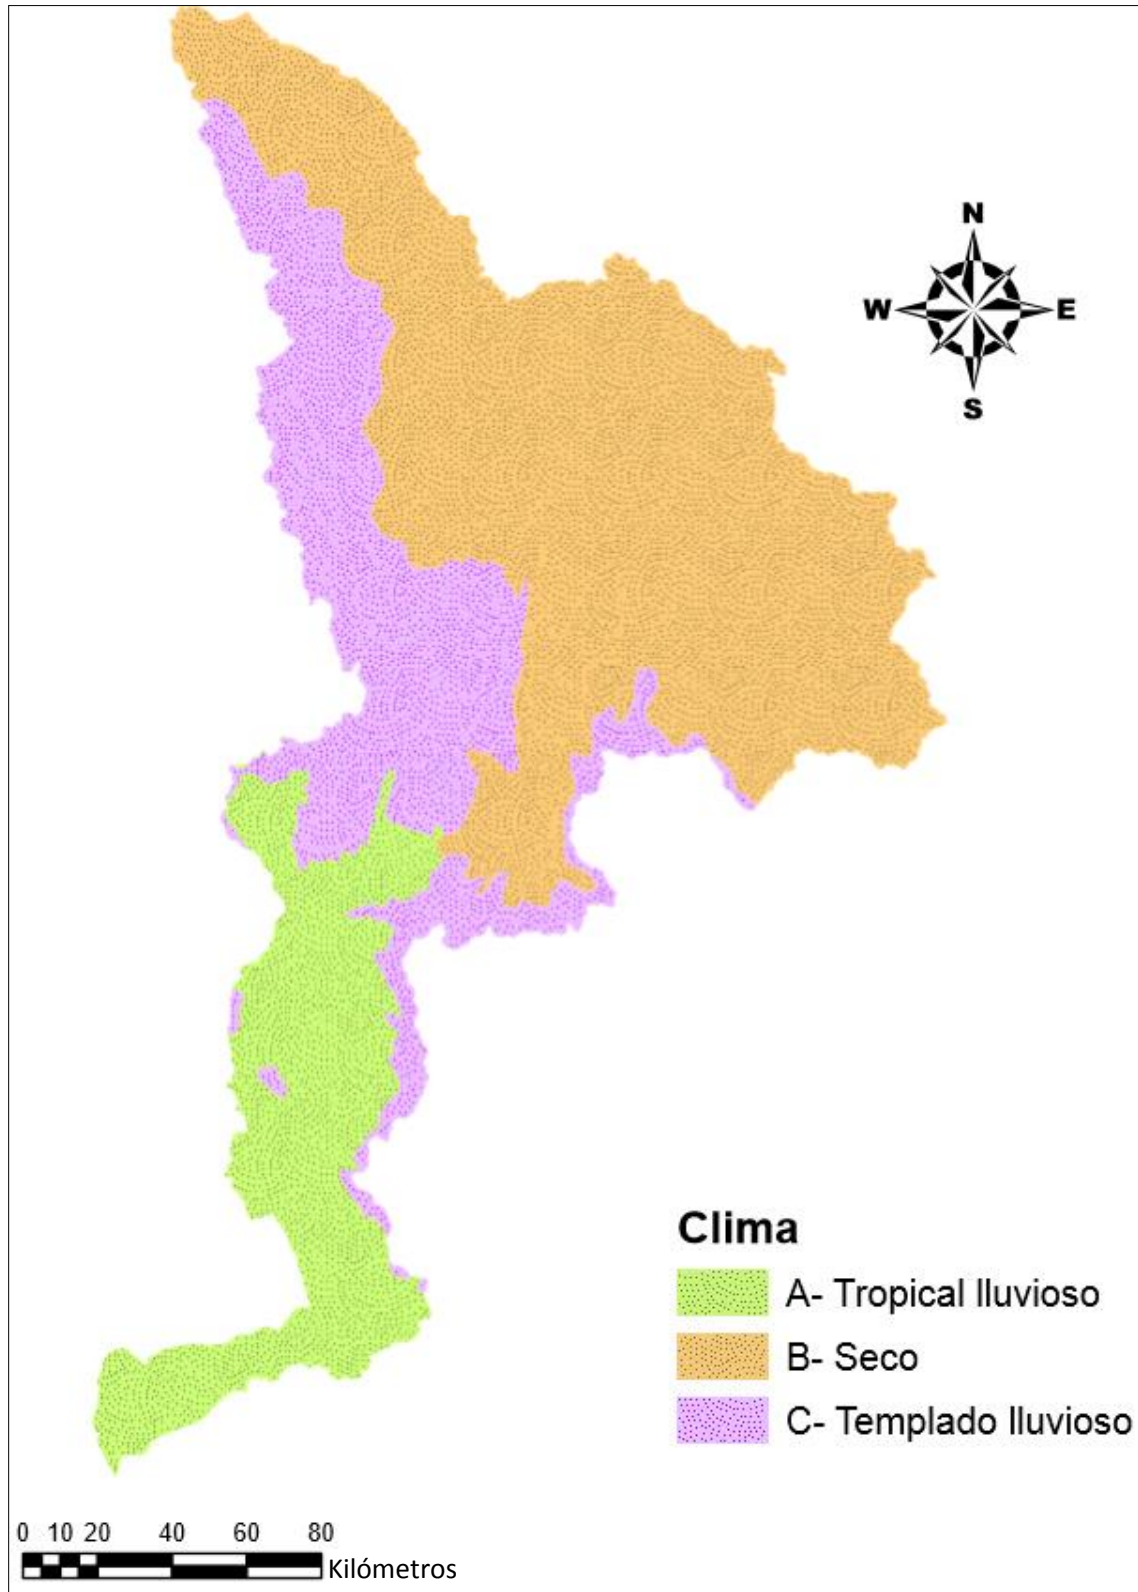 N
W E
S
Clima
A- Tropical lluvioso
B- Seco
C- Templado lluvioso
0 10 20 40 60 80
Kilómetros